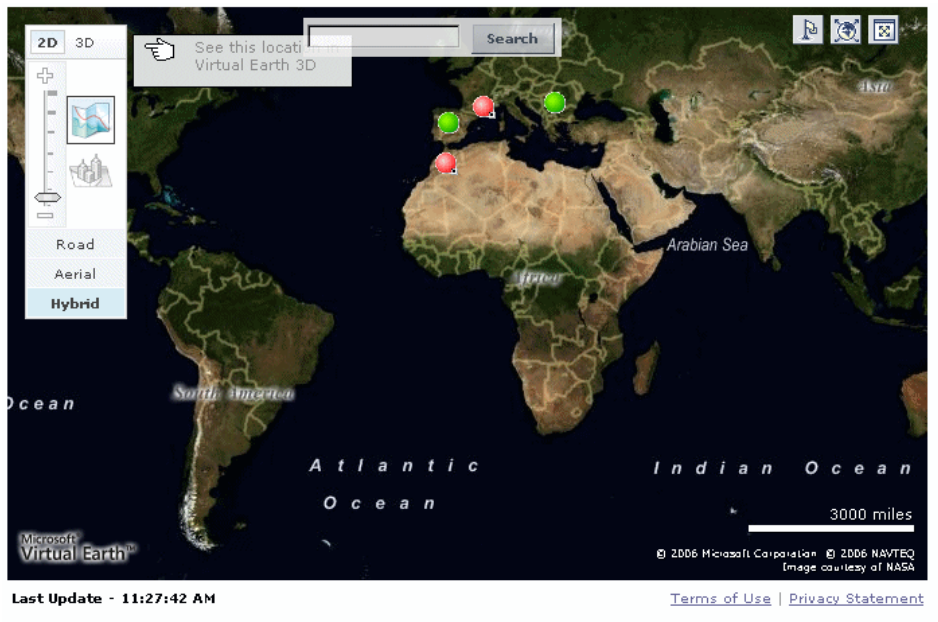 2D 3D
See this locati n in
Virtual Earth 3D
Search
Asia
Road
Aerial
Hybrid
Arabian Sea
Africa
South America
Ocean
Atlantic
Ocean
Indian Ocean
3000 miles
Microsoft
Virtual Earth™
© 2006 Microsoft Corporation © 2006 NAVTEQ
Image courtesy of NASA
Last Update - 11:27:42 AM
Terms of Use | Privacy Statement